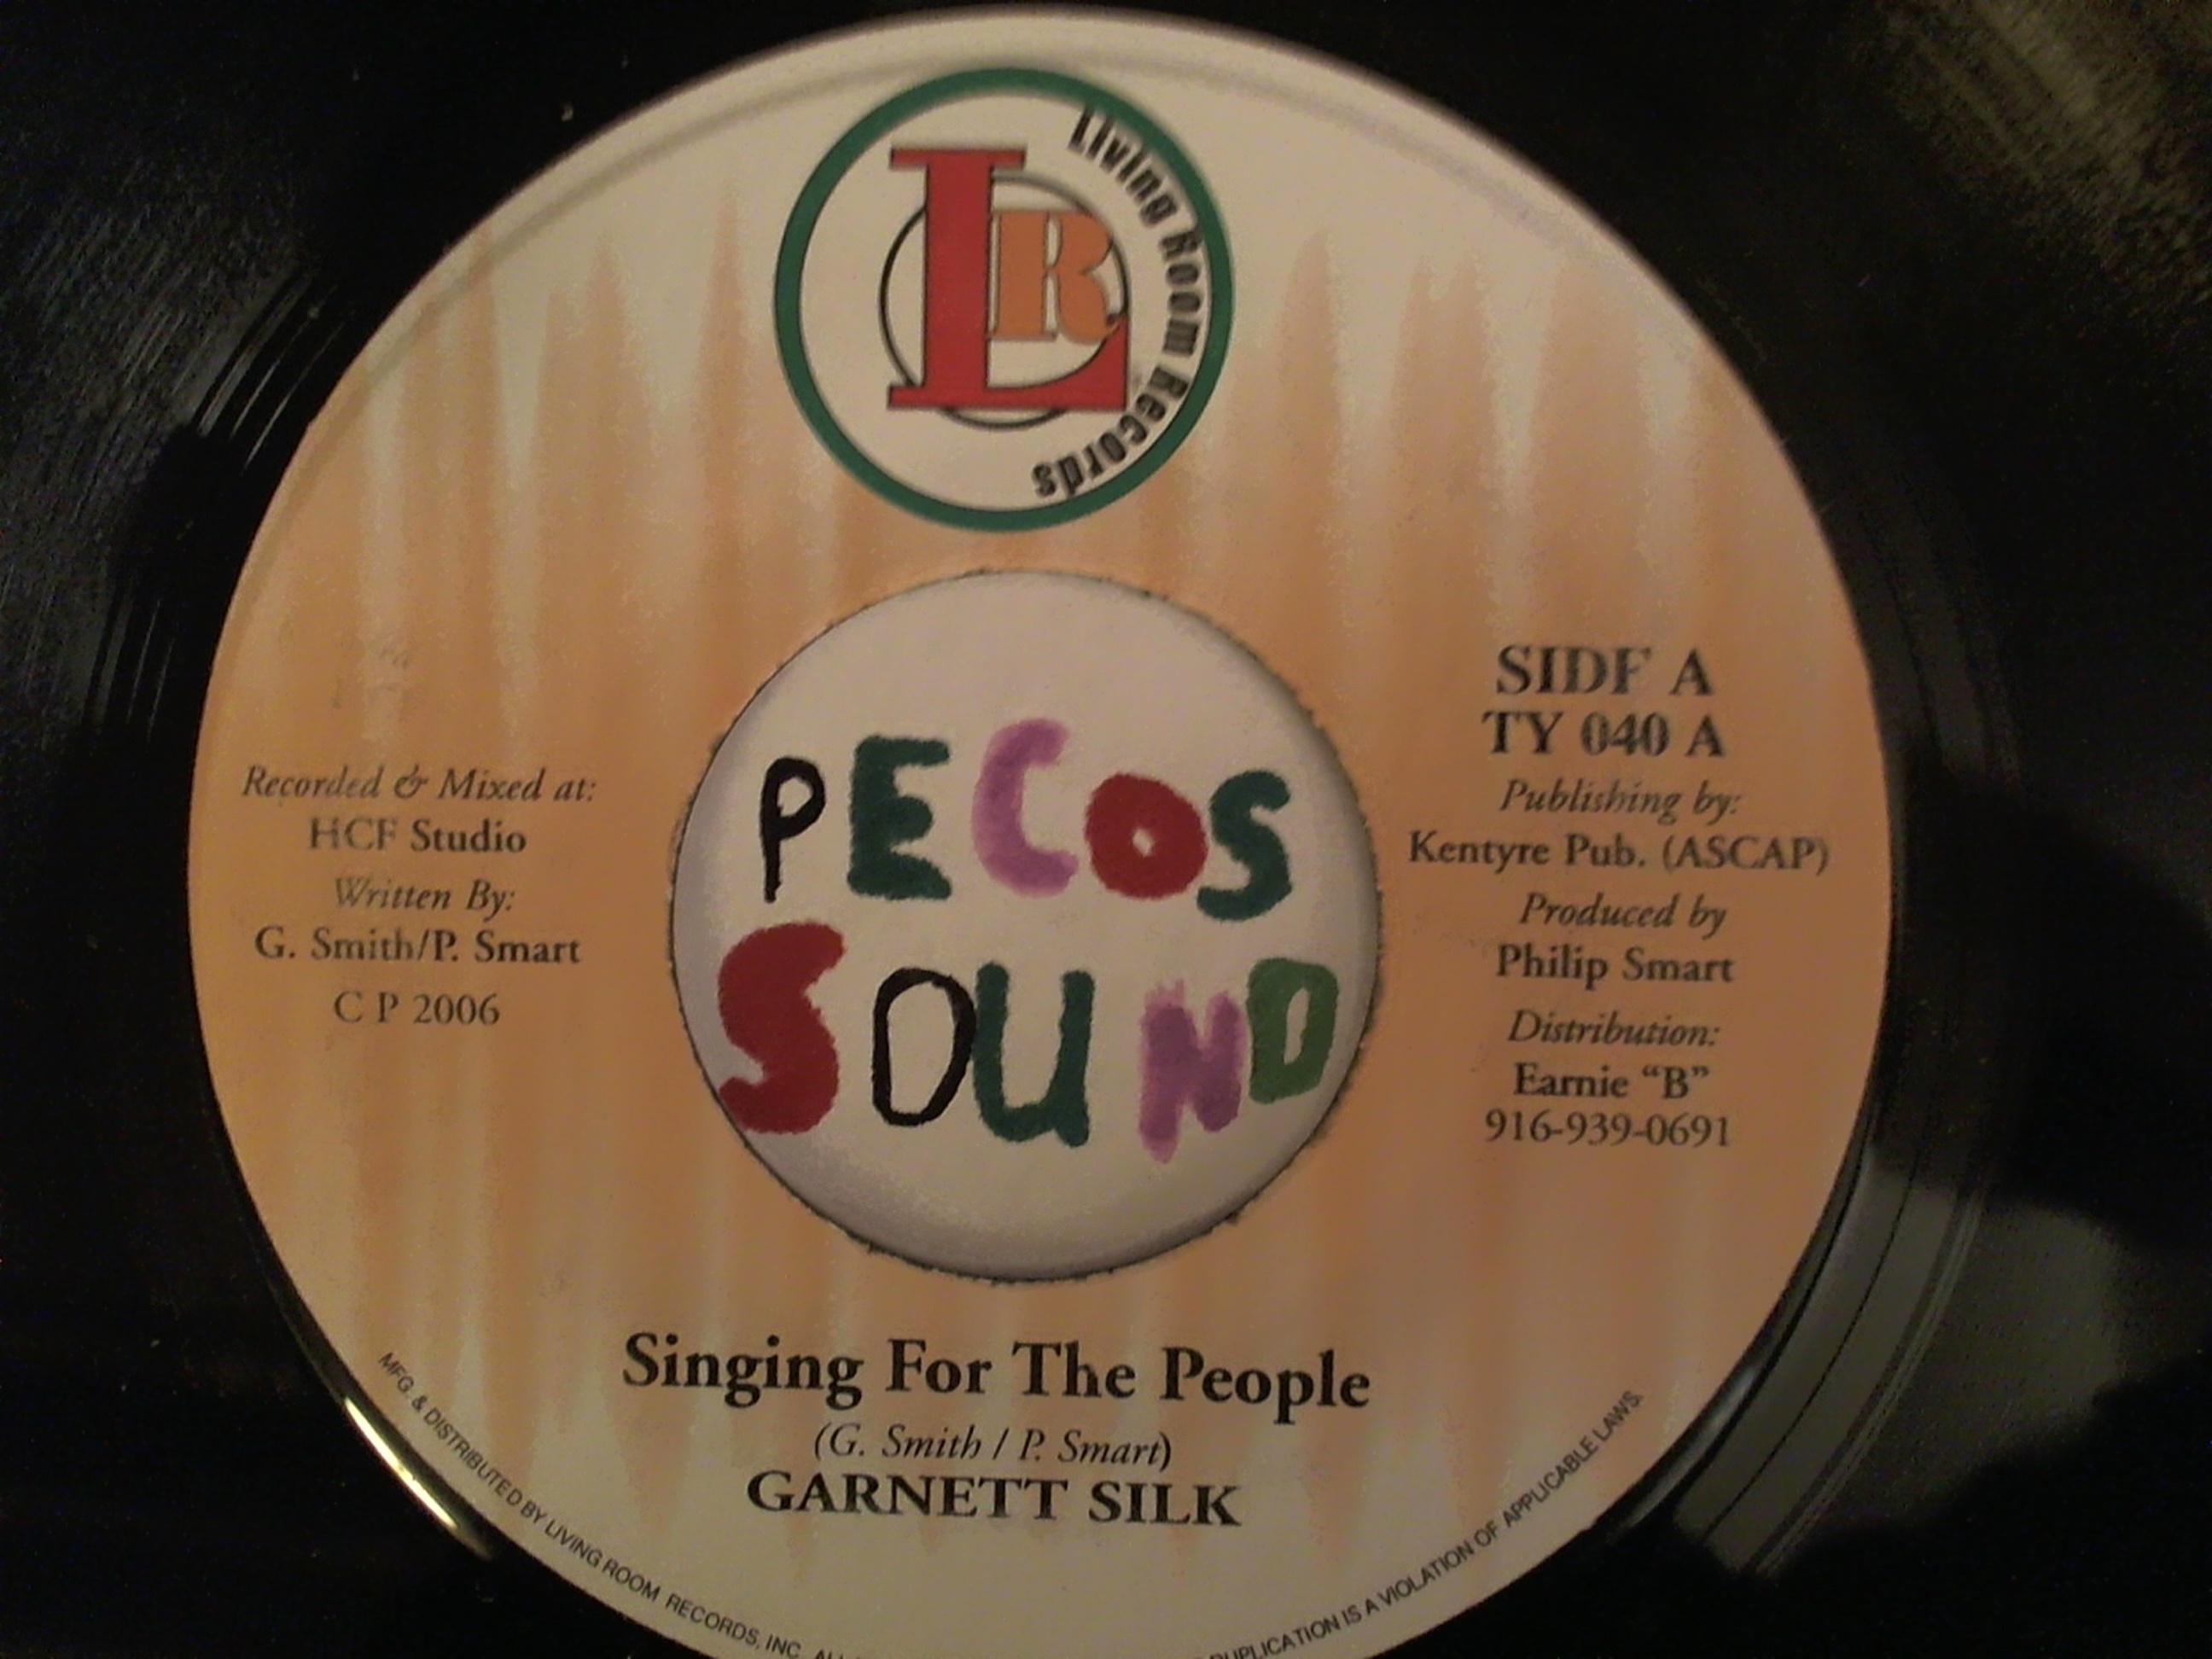 Living Room Records
LR
PECOS
SOUND
Recorded & Mixed at:
HCF Studio
Written By:
G. Smith/P. Smart
C P 2006
SIDE A
TY 040 A
Publishing by:
Kentyre Pub. (ASCAP)
Produced by
Philip Smart
Distribution:
Earnie "B"
916-939-0691
Singing For The People
(G. Smith / P. Smart)
GARNETT SILK
MFG. & DISTRIBUTED BY LIVING ROOM RECORDS, INC.
DUPLICATION IS A VIOLATION OF APPLICABLE LAWS.